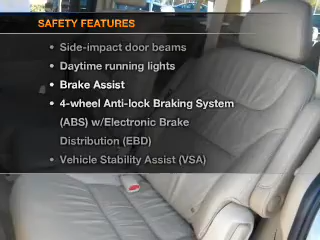 SAFETY FEATURES
• Side-impact door beams
• Daytime running lights
• Brake Assist
• 4-wheel Anti-lock Braking System
(ABS) w/Electronic Brake
Distribution (EBD)
• Vehicle Stability Assist (VSA)